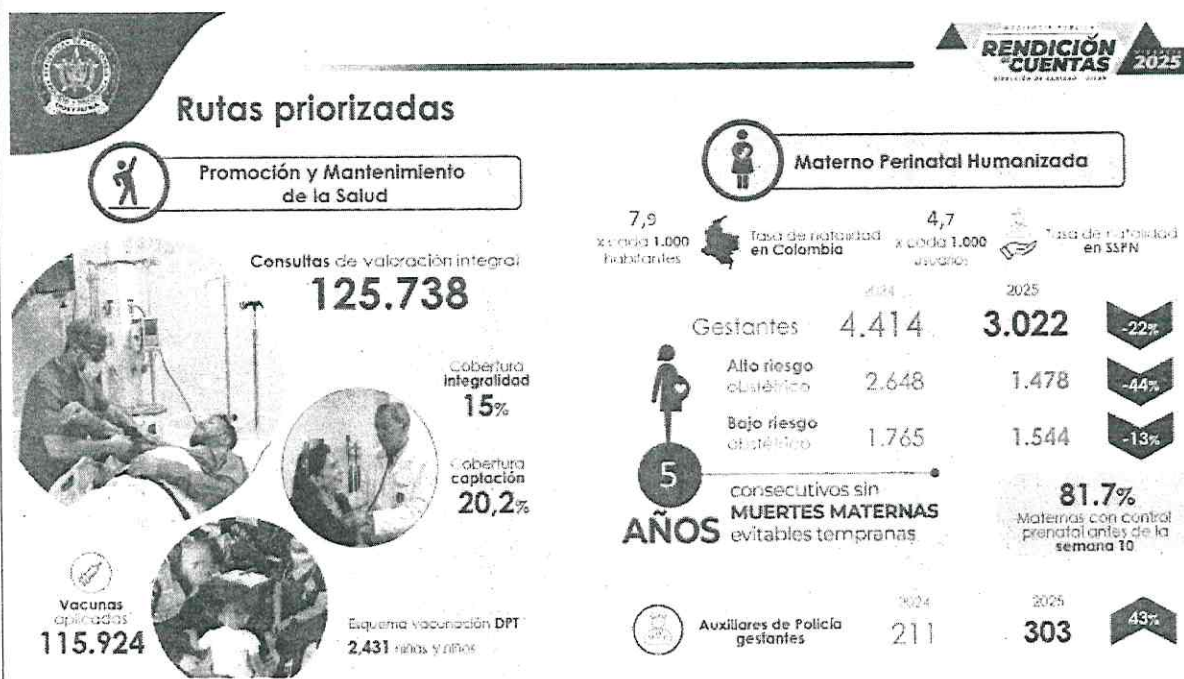 RENDICIÓN
DE CUENTAS
2025
Rutas priorizadas
Promoción y Mantenimiento
de la Salud
Consultas de valoración integral
125.738
Cobertura
integralidad
15%
Cobertura
captación
20,2%
Vacunas
aplicadas
115.924
Esquema vacunación DPT
2,431 niñas y niños
Materno Perinatal Humanizada
7,9
x cada 1.000
habitantes
Tasa de natalidad
en Colombia
4,7
x cada 1.000
usuarios
Tasa de natalidad
en SSPN
2024 2025
Gestantes 4.414 3.022 -22%
Alto riesgo
obstétrico 2.648 1.478 -44%
Bajo riesgo
obstétrico 1.765 1.544 -13%
5
AÑOS
consecutivos sin
MUERTES MATERNAS
evitables tempranas
81.7%
Maternas con control
prenatal antes de la
semana 10
2024 2025
Auxiliares de Policía
gestantes 211 303 43%